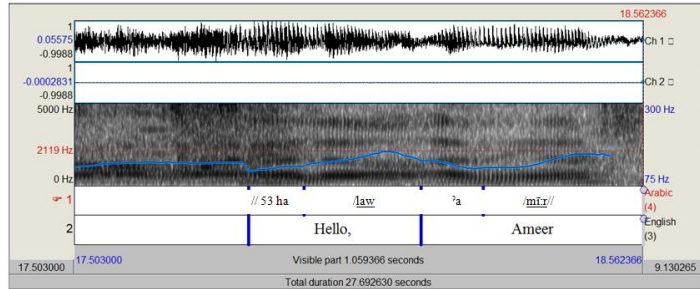 18.562366
1
0.05575
-0.9988
1
-0.0002831
-0.9988
Ch 1
Ch 2
5000 Hz
2119 Hz
0 Hz
300 Hz
75 Hz
1 // 53 ha /law ˀa /mī:r// Arabic (4)
2 Hello, Ameer English (3)
17.503000 Visible part 1.059366 seconds 18.562366
17.503000 9.130265
Total duration 27.692630 seconds